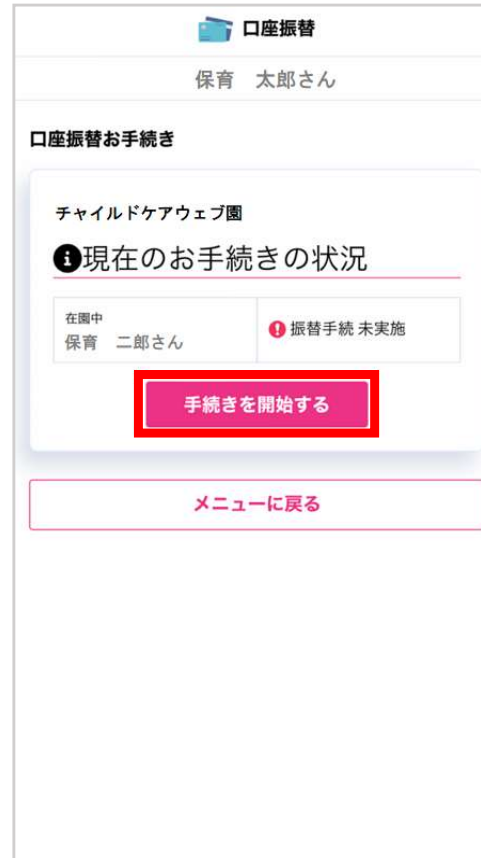 口座振替
保育 太郎さん
口座振替お手続き
チャイルドケアウェブ園
現在のお手続きの状況
在園中
保育 二郎さん
振替手続 未実施
手続きを開始する
メニューに戻る